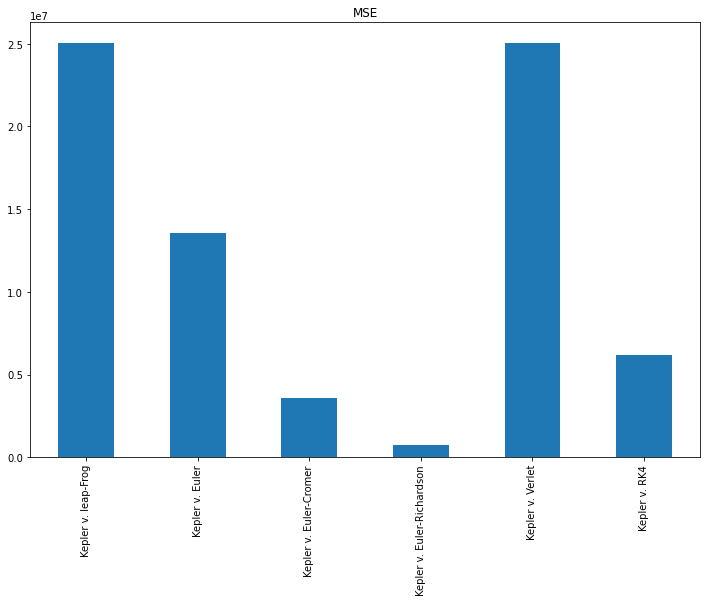 MSE
1e7
2.5
2.0
1.5
1.0
0.5
0.0
Kepler v. leap-Frog
Kepler v. Euler
Kepler v. Euler-Cromer
Kepler v. Euler-Richardson
Kepler v. Verlet
Kepler v. RK4